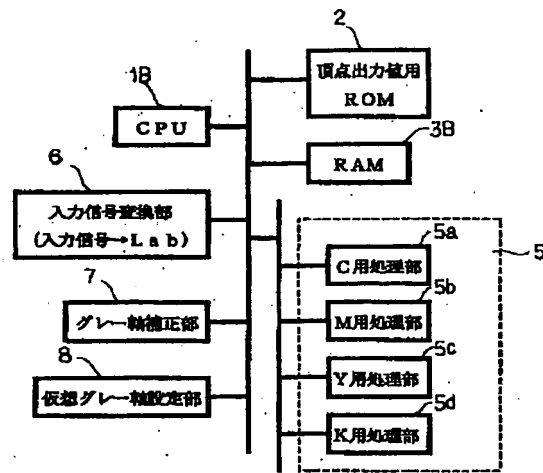 1B
CPU
2
頂点出力値用
ROM
3B
RAM
6
入力信号変換部
(入力信号→Lab)
7
グレー軸補正部
8
仮想グレー軸設定部
5
5a
C用処理部
5b
M用処理部
5c
Y用処理部
5d
K用処理部